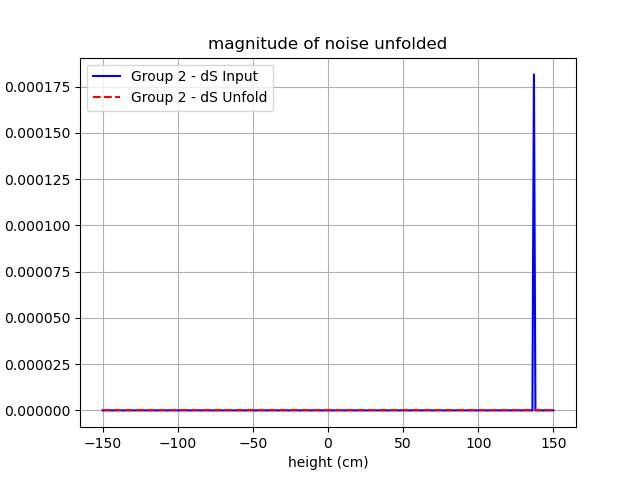 magnitude of noise unfolded
Group 2 - dS Input
Group 2 - dS Unfold
0.000175
0.000150
0.000125
0.000100
0.000075
0.000050
0.000025
0.000000
−150 −100 −50 0 50 100 150
height (cm)